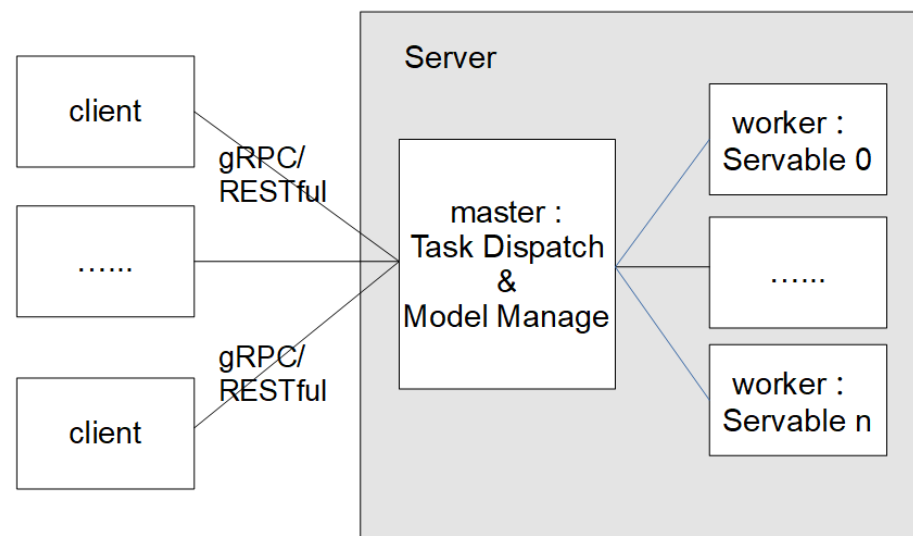 Server
client
gRPC/
RESTful
…...
gRPC/
RESTful
client
master :
Task Dispatch
&
Model Manage
worker :
Servable 0
…...
worker :
Servable n